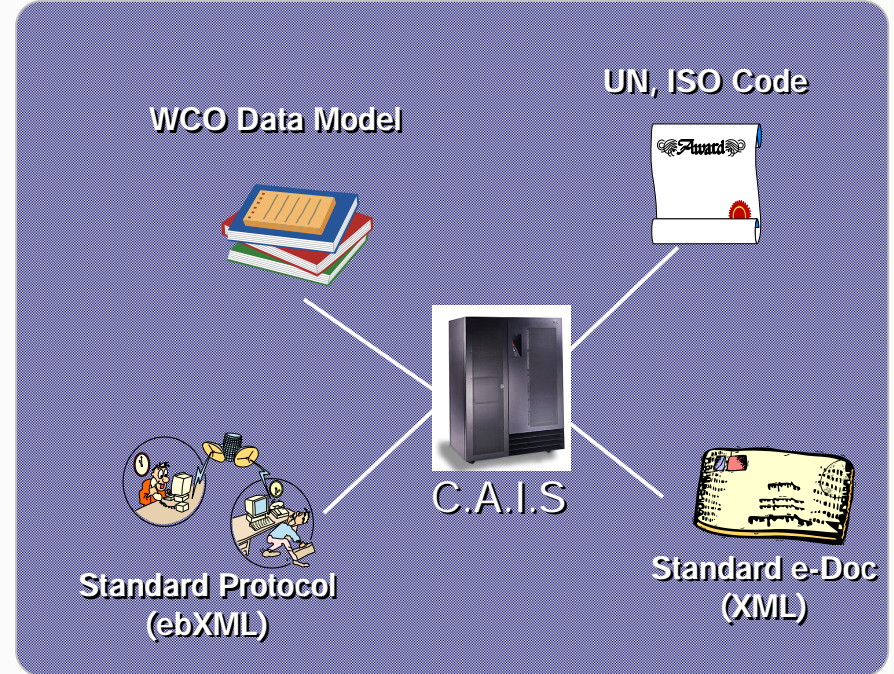 UN, ISO Code
WCO Data Model
Award
C.A.I.S
Standard Protocol
(ebXML)
Standard e-Doc
(XML)